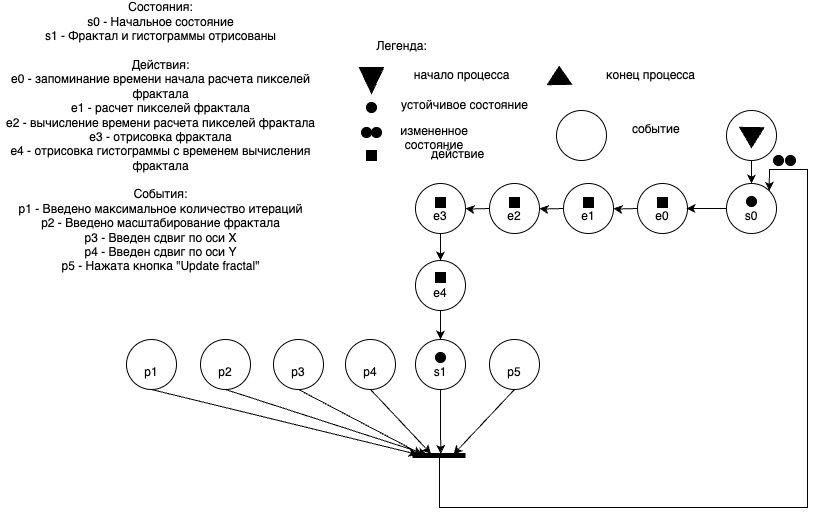 Состояния:
s0 - Начальное состояние
s1 - Фрактал и гистограммы отрисованы
Действия:
e0 - запоминание времени начала расчета пикселей
фрактала
e1 - расчет пикселей фрактала
e2 - вычисление времени расчета пикселей фрактала
e3 - отрисовка фрактала
e4 - отрисовка гистограммы с временем вычисления
фрактала
События:
p1 - Введено максимальное количество итераций
p2 - Введено масштабирование фрактала
p3 - Введен сдвиг по оси X
p4 - Введен сдвиг по оси Y
p5 - Нажата кнопка "Update fractal"
Легенда:
начало процесса
конец процесса
устойчивое состояние
измененное
состояние
действие
событие
e3
e2
e1
e0
s0
e4
p1
p2
p3
p4
s1
p5